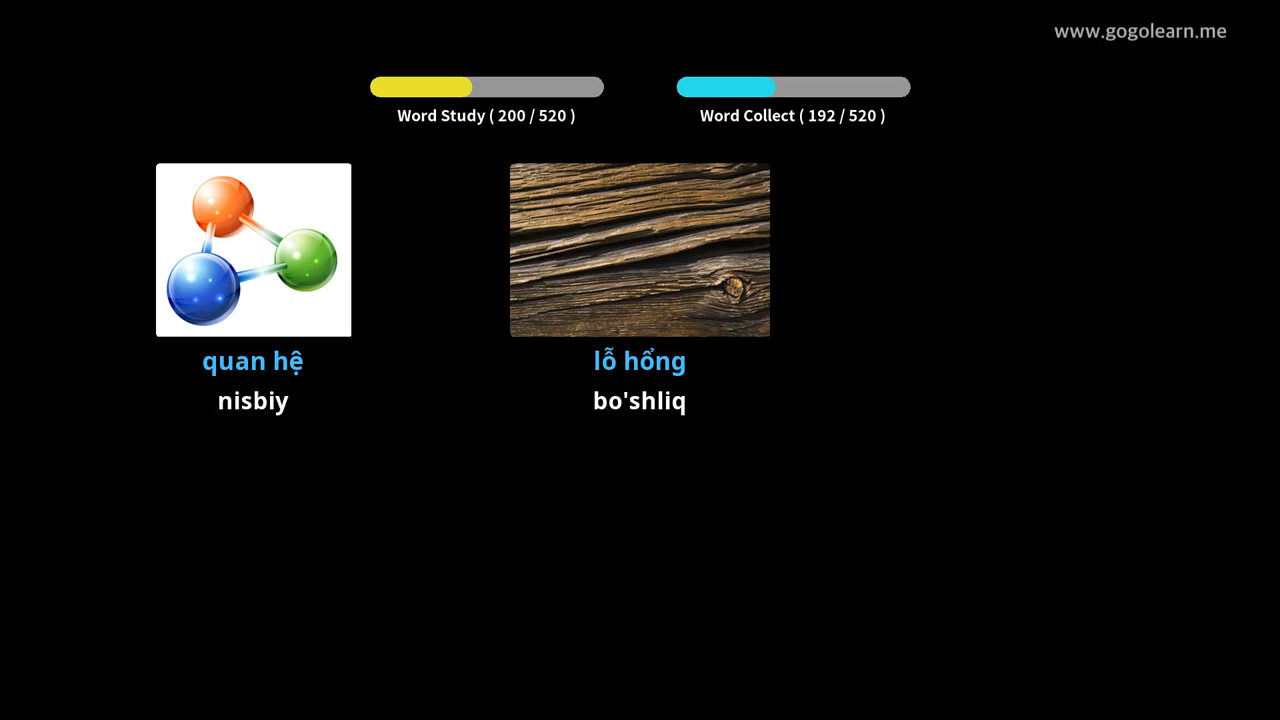 www.gogolearn.me
Word Study ( 200 / 520 )
Word Collect ( 192 / 520 )
quan hệ
nisbiy
lỗ hổng
bo'shliq